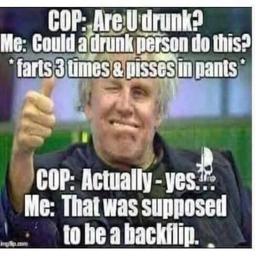 COP: Are U drunk?
Me: Could a drunk person do this?
*farts 3 times & pisses in pants*
COP: Actually - yes...
Me: That was supposed
to be a backflip.
imgflip.com